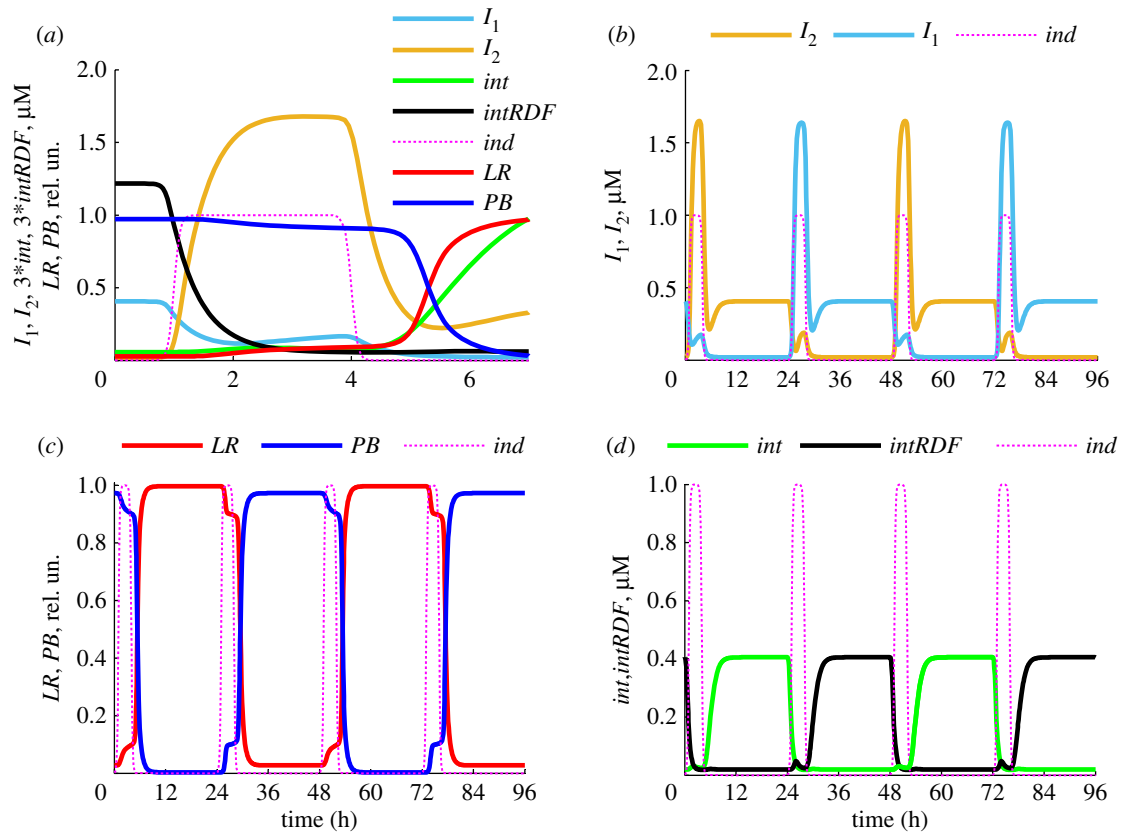 (a)
I1
I2
int
intRDF
ind
LR
PB
I1, I2, 3*int, 3*intRDF, μM
LR, PB, rel. un.
2.0
1.5
1.0
0.5
0
2
4
6
(b)
I2
I1
ind
I1, I2, μM
2.0
1.5
1.0
0.5
0
12
24
36
48
60
72
84
96
(c)
LR
PB
ind
LR, PB, rel. un.
1.0
0.8
0.6
0.4
0.2
0
12
24
36
48
60
72
84
96
time (h)
(d)
int
intRDF
ind
int,intRDF, μM
1.0
0.8
0.6
0.4
0.2
0
12
24
36
48
60
72
84
96
time (h)